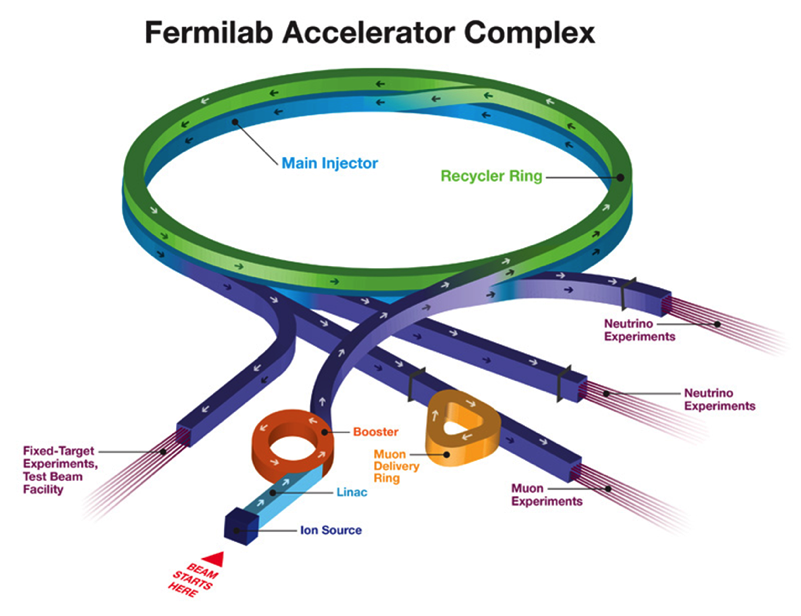 Fermilab Accelerator Complex
Main Injector
Recycler Ring
Neutrino
Experiments
Neutrino
Experiments
Booster
Fixed-Target
Experiments,
Test Beam
Facility
Muon
Delivery
Ring
Linac
Muon
Experiments
Ion Source
BEAM
STARTS
HERE